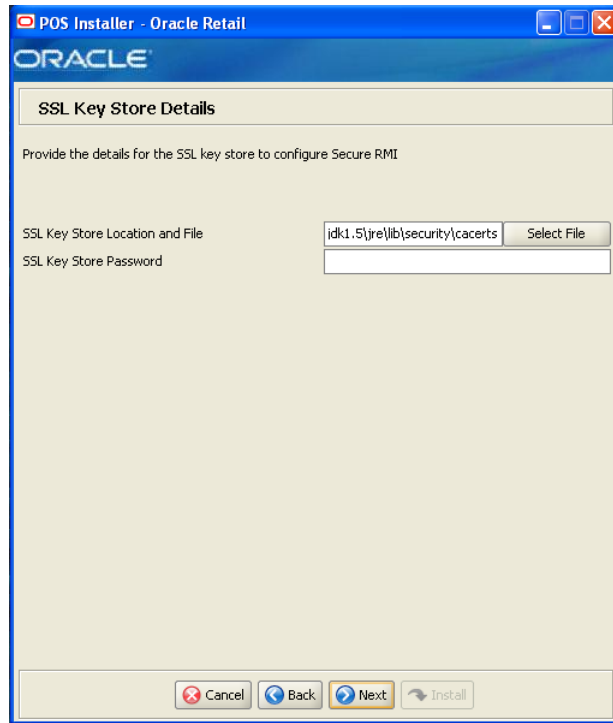 POS Installer - Oracle Retail
ORACLE
SSL Key Store Details
Provide the details for the SSL key store to configure Secure RMI
SSL Key Store Location and File jdk1.5\jre\lib\security\cacerts Select File
SSL Key Store Password
Cancel Back Next Install